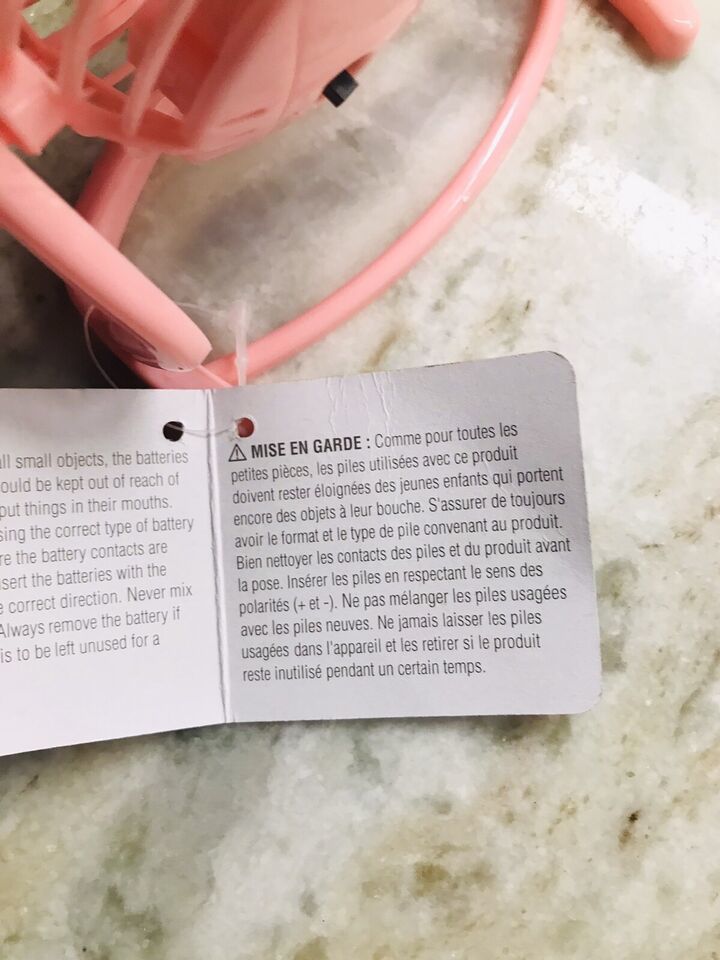 ll small objects, the batteries
ould be kept out of reach of
put things in their mouths.
sing the correct type of battery
re the battery contacts are
sert the batteries with the
e correct direction. Never mix
Always remove the battery if
is to be left unused for a
⚠ MISE EN GARDE : Comme pour toutes les
petites pièces, les piles utilisées avec ce produit
doivent rester éloignées des jeunes enfants qui portent
encore des objets à leur bouche. S'assurer de toujours
avoir le format et le type de pile convenant au produit.
Bien nettoyer les contacts des piles et du produit avant
la pose. Insérer les piles en respectant le sens des
polarités (+ et -). Ne pas mélanger les piles usagées
avec les piles neuves. Ne jamais laisser les piles
usagées dans l'appareil et les retirer si le produit
reste inutilisé pendant un certain temps.